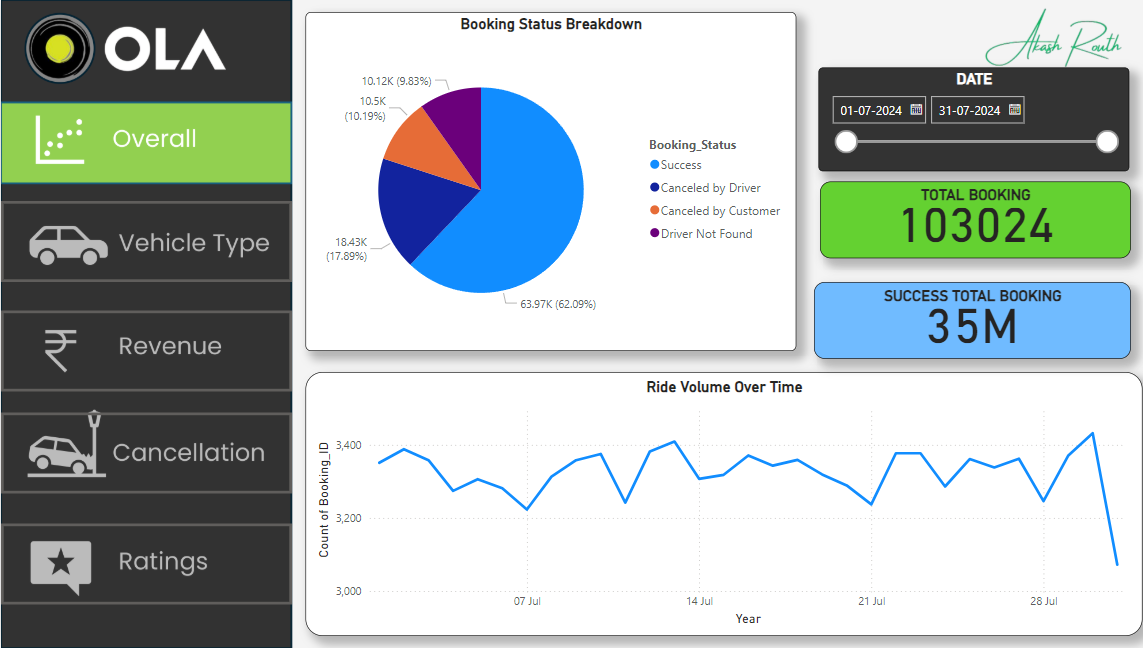 OLA
Overall
Vehicle Type
Revenue
Cancellation
Ratings
Booking Status Breakdown
10.12K (9.83%)
10.5K
(10.19%)
18.43K
(17.89%)
63.97K (62.09%)
Booking_Status
Success
Canceled by Driver
Canceled by Customer
Driver Not Found
Akash Routh
DATE
01-07-2024
31-07-2024
TOTAL BOOKING
103024
SUCCESS TOTAL BOOKING
35M
Ride Volume Over Time
Count of Booking_ID
3,400
3,200
3,000
07 Jul
14 Jul
21 Jul
28 Jul
Year